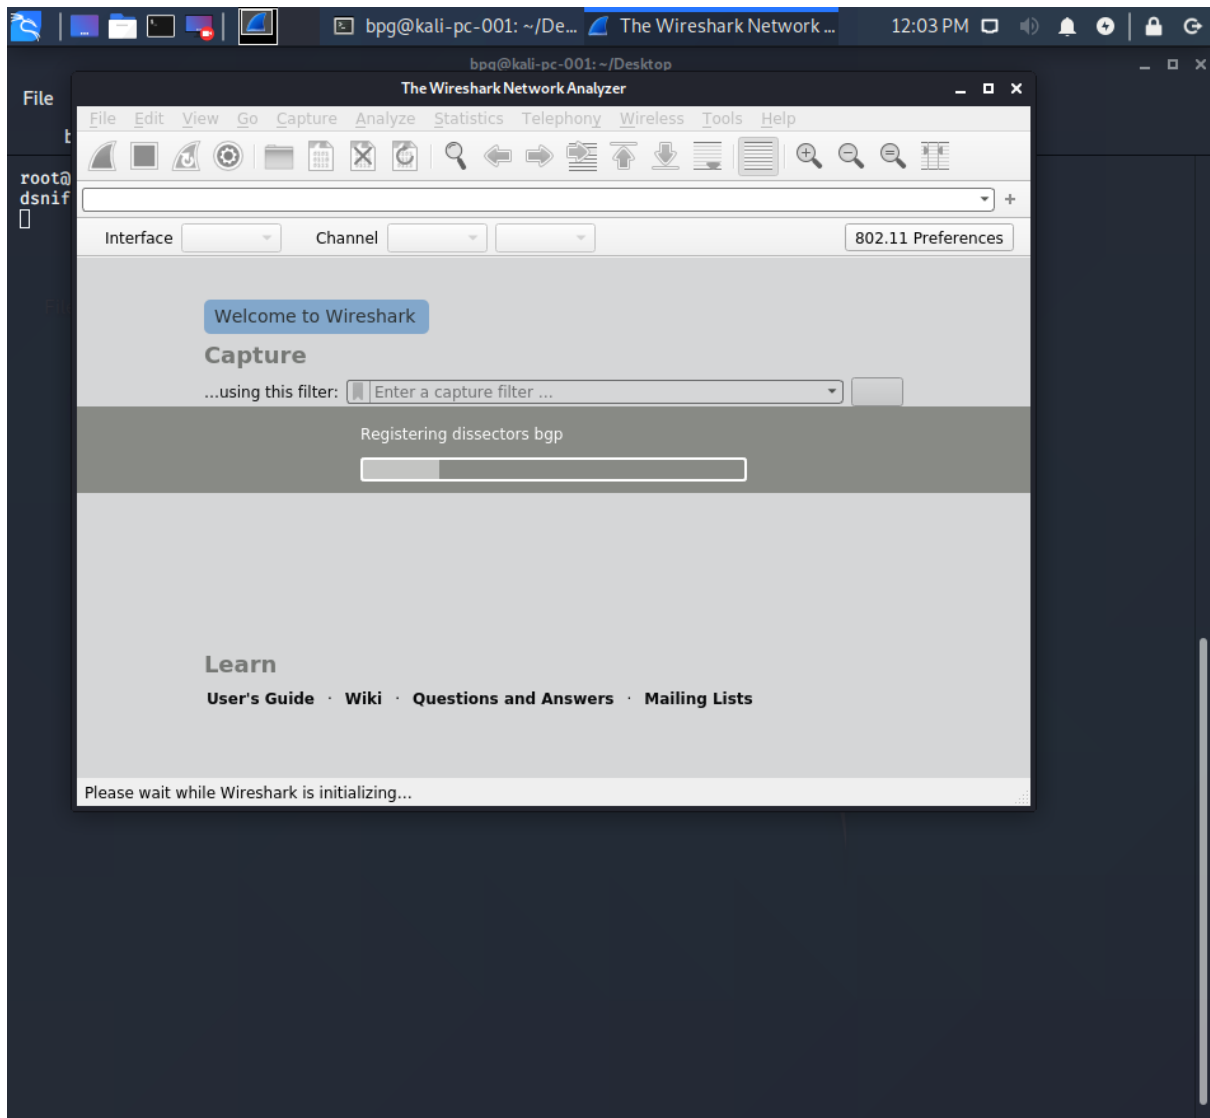 bpg@kali-pc-001: ~/De... The Wireshark Network ... 12:03 PM
bpg@kali-pc-001: ~/Desktop
The Wireshark Network Analyzer
File
File Edit View Go Capture Analyze Statistics Telephony Wireless Tools Help
root@
dsnif
+
Interface Channel 802.11 Preferences
Welcome to Wireshark
Capture
...using this filter: Enter a capture filter ...
Registering dissectors bgp
Learn
User's Guide · Wiki · Questions and Answers · Mailing Lists
Please wait while Wireshark is initializing...